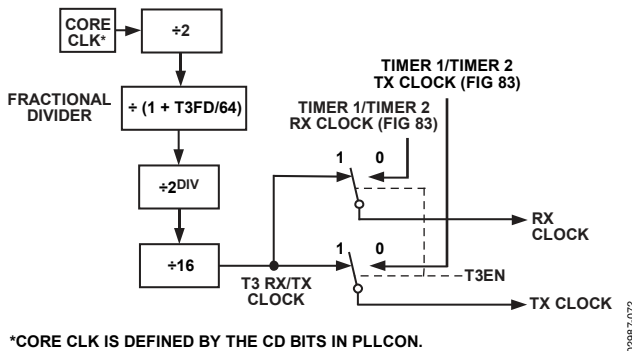 CORE
CLK*
÷2
FRACTIONAL
DIVIDER
÷ (1 + T3FD/64)
÷2DIV
÷16
TIMER 1/TIMER 2
TX CLOCK (FIG 83)
TIMER 1/TIMER 2
RX CLOCK (FIG 83)
1 0
RX
CLOCK
1 0
T3 RX/TX
CLOCK
T3EN
TX CLOCK
*CORE CLK IS DEFINED BY THE CD BITS IN PLLCON.
02987-072